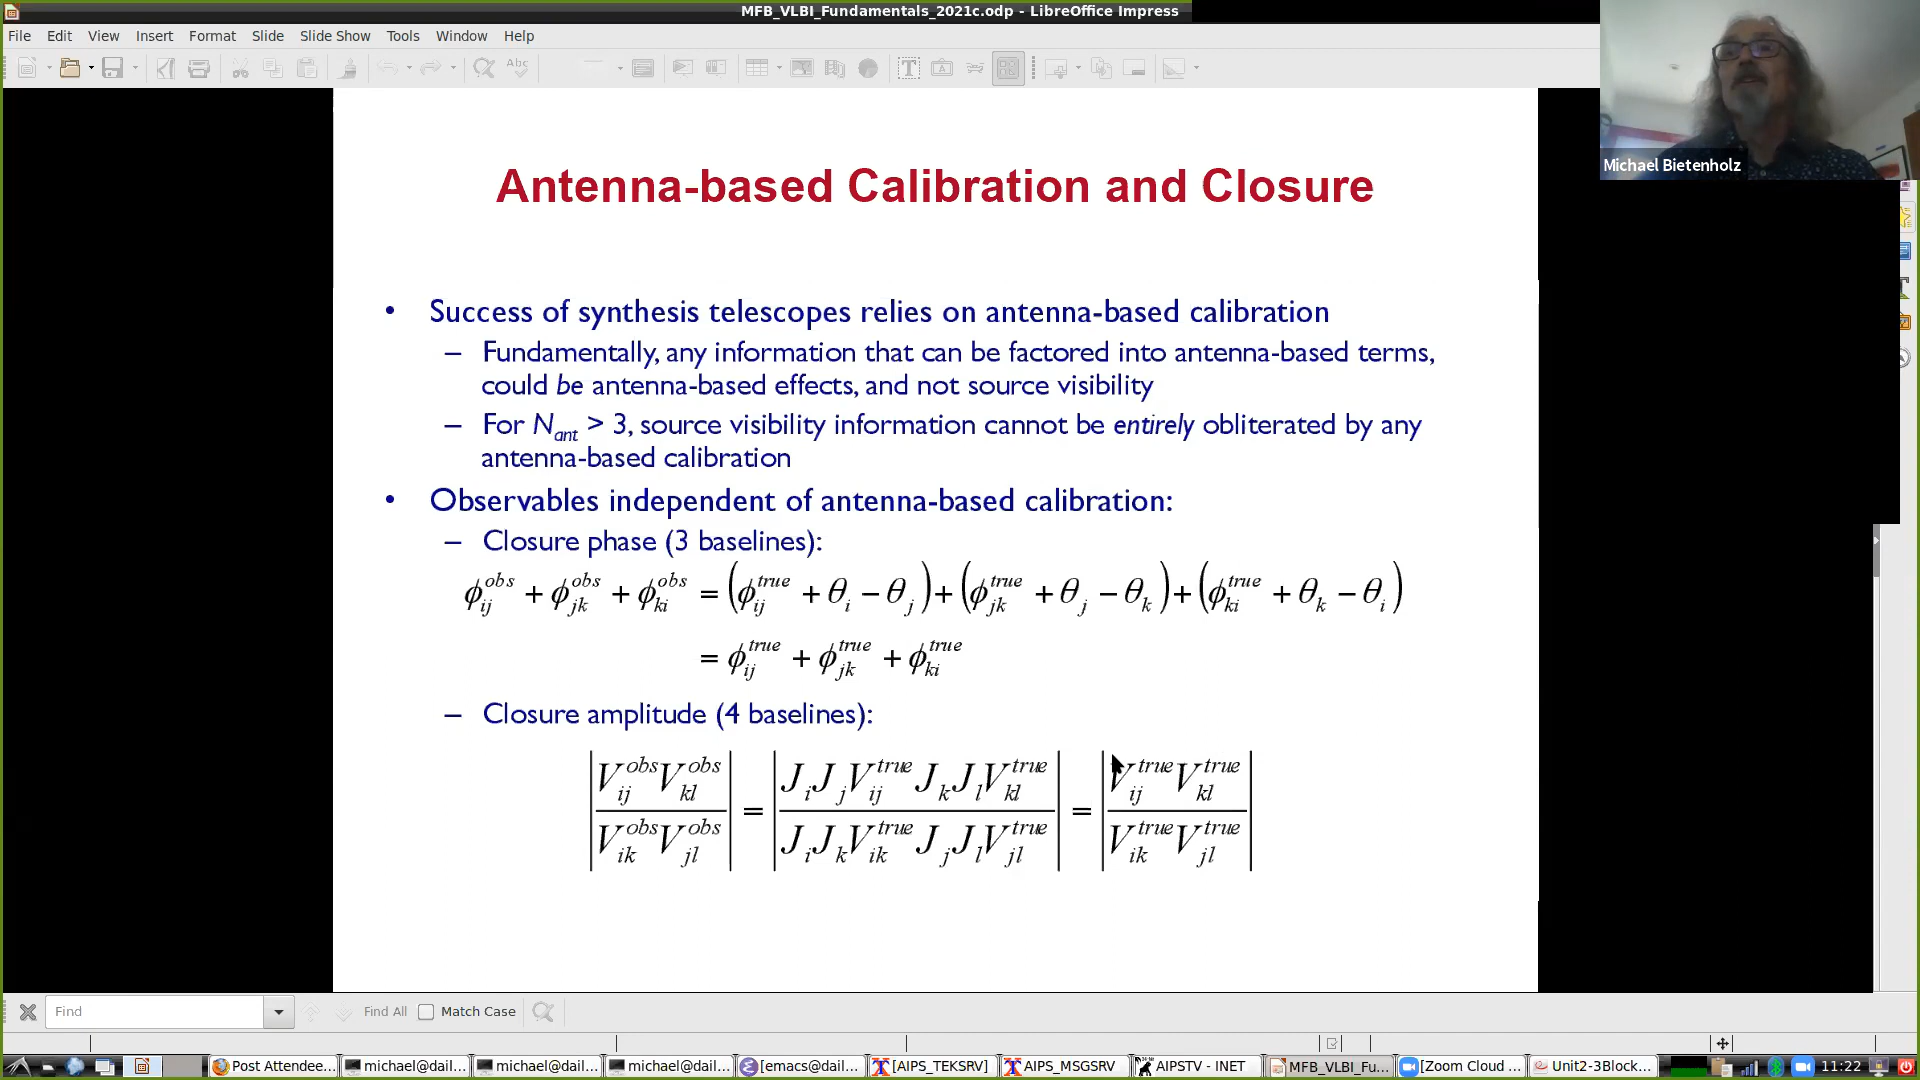 MFB_VLBI_Fundamentals_2021c.odp - LibreOffice Impress
File Edit View Insert Format Slide Slide Show Tools Window Help
Michael Bietenholz
Antenna-based Calibration and Closure
• Success of synthesis telescopes relies on antenna-based calibration
– Fundamentally, any information that can be factored into antenna-based terms,
could be antenna-based effects, and not source visibility
– For N_ant > 3, source visibility information cannot be entirely obliterated by any
antenna-based calibration
• Observables independent of antenna-based calibration:
– Closure phase (3 baselines):
ϕ_ij^obs + ϕ_jk^obs + ϕ_ki^obs = (ϕ_ij^true + θ_i − θ_j) + (ϕ_jk^true + θ_j − θ_k) + (ϕ_ki^true + θ_k − θ_i)
= ϕ_ij^true + ϕ_jk^true + ϕ_ki^true
– Closure amplitude (4 baselines):
|V_ij^obs V_kl^obs / V_ik^obs V_jl^obs| = |J_i J_j V_ij^true J_k J_l V_kl^true / J_i J_k V_ik^true J_j J_l V_jl^true| = |V_ij^true V_kl^true / V_ik^true V_jl^true|
Find Find All Match Case
Post Attendee... michael@dail... michael@dail... michael@dail... [emacs@dail... [AIPS_TEKSRV] AIPS_MSGSRV AIPSTV - INET MFB_VLBI_Fu... [Zoom Cloud ... Unit2-3Block... 11:22